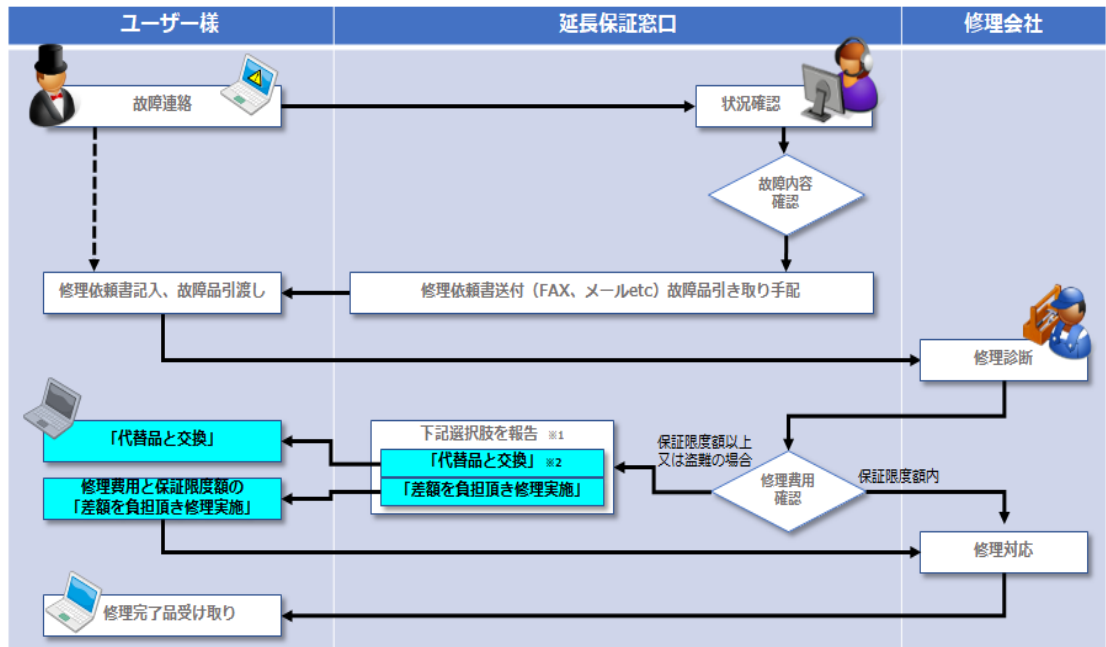 ユーザー様
延長保証窓口
修理会社
故障連絡
状況確認
故障内容
確認
修理依頼書記入、故障品引渡し
修理依頼書送付（FAX、メールetc）故障品引き取り手配
修理診断
「代替品と交換」
下記選択肢を報告 ※1
「代替品と交換」※2
「差額を負担頂き修理実施」
保証限度額以上
又は盗難の場合
修理費用
確認
保証限度額内
修理費用と保証限度額の
「差額を負担頂き修理実施」
修理対応
修理完了品受け取り